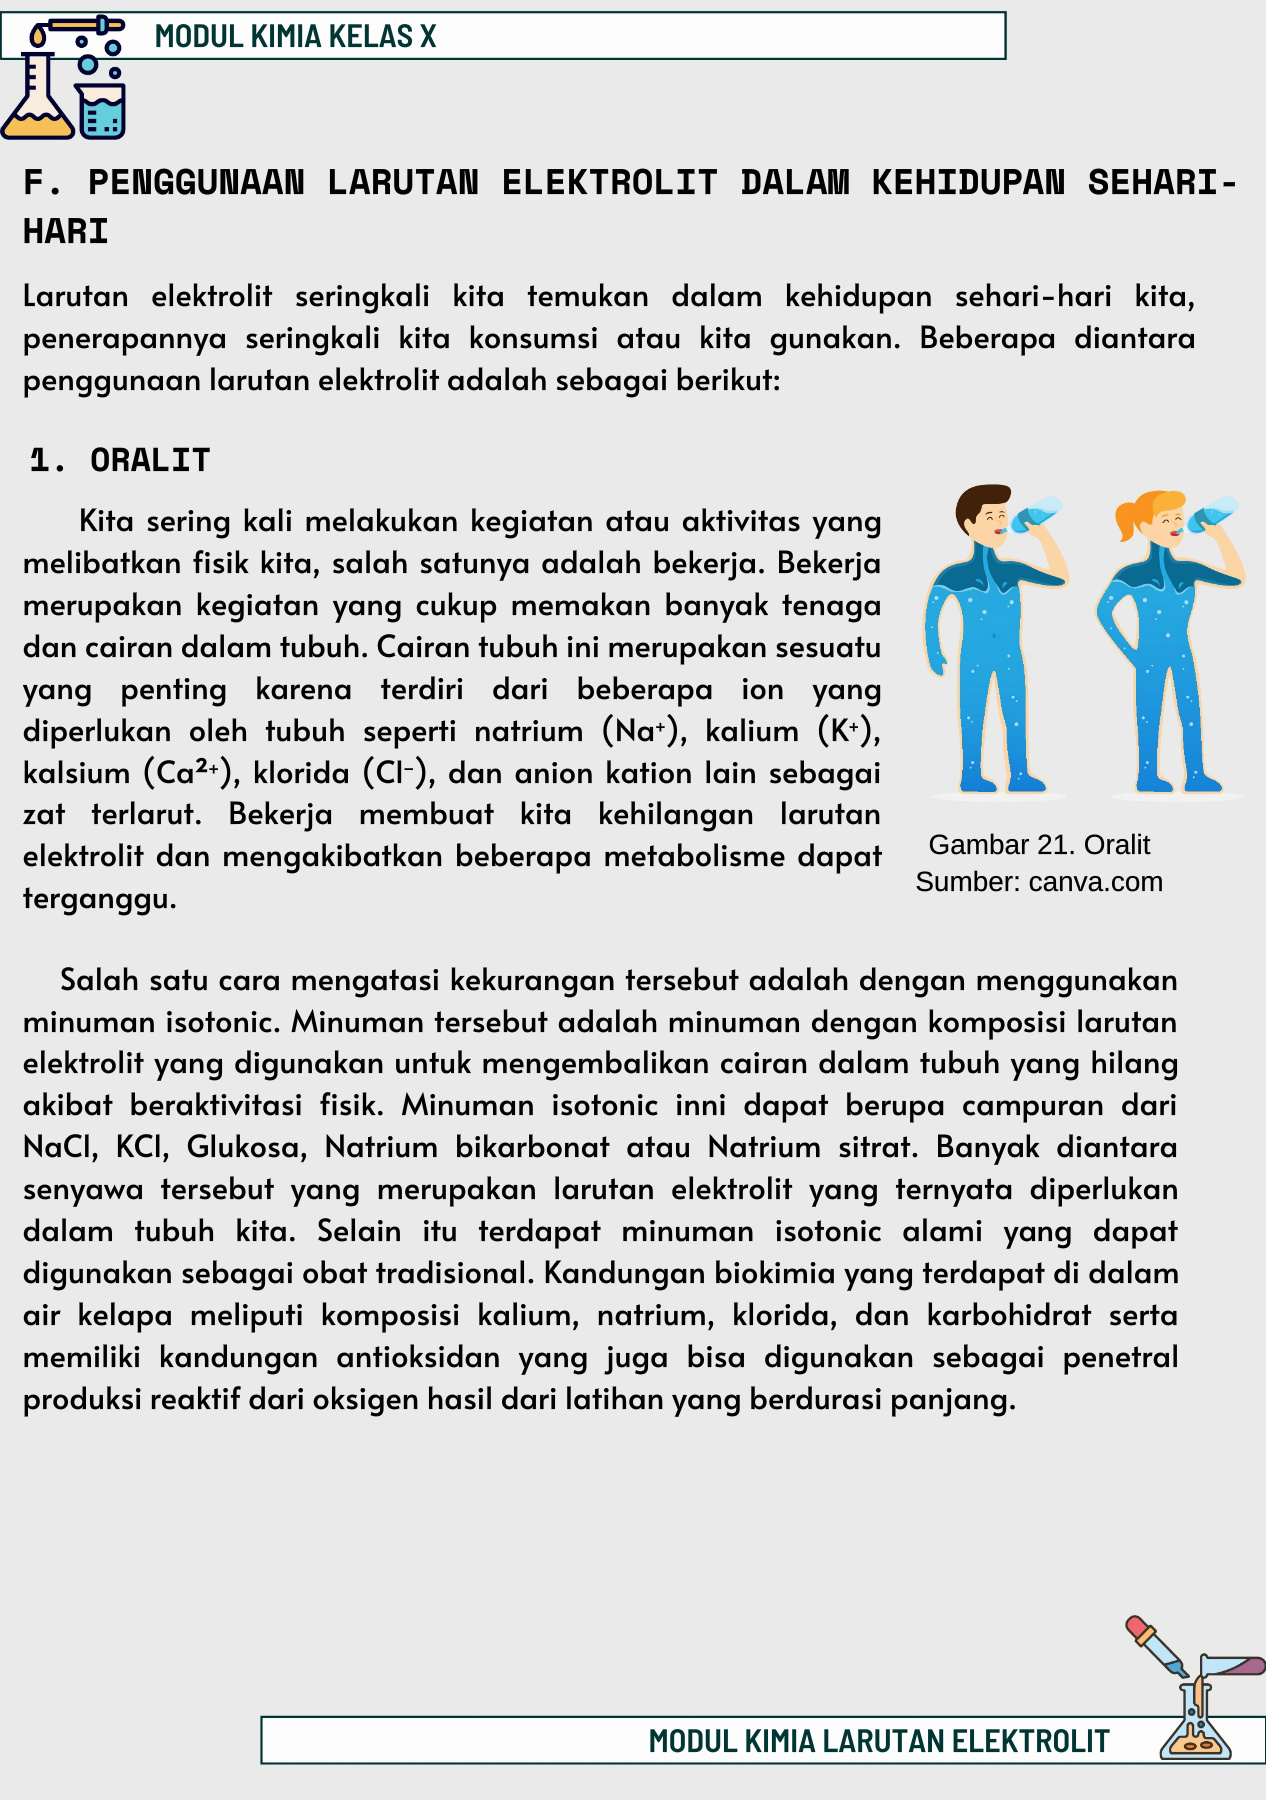 MODUL KIMIA KELAS X
F. PENGGUNAAN LARUTAN ELEKTROLIT DALAM KEHIDUPAN SEHARI-
HARI
Larutan elektrolit seringkali kita temukan dalam kehidupan sehari-hari kita,
penerapannya seringkali kita konsumsi atau kita gunakan. Beberapa diantara
penggunaan larutan elektrolit adalah sebagai berikut:
1. ORALIT
Kita sering kali melakukan kegiatan atau aktivitas yang
melibatkan fisik kita, salah satunya adalah bekerja. Bekerja
merupakan kegiatan yang cukup memakan banyak tenaga
dan cairan dalam tubuh. Cairan tubuh ini merupakan sesuatu
yang penting karena terdiri dari beberapa ion yang
diperlukan oleh tubuh seperti natrium (Na⁺), kalium (K⁺),
kalsium (Ca²⁺), klorida (Cl⁻), dan anion kation lain sebagai
zat terlarut. Bekerja membuat kita kehilangan larutan
elektrolit dan mengakibatkan beberapa metabolisme dapat
terganggu.
Gambar 21. Oralit
Sumber: canva.com
Salah satu cara mengatasi kekurangan tersebut adalah dengan menggunakan
minuman isotonic. Minuman tersebut adalah minuman dengan komposisi larutan
elektrolit yang digunakan untuk mengembalikan cairan dalam tubuh yang hilang
akibat beraktivitasi fisik. Minuman isotonic inni dapat berupa campuran dari
NaCl, KCl, Glukosa, Natrium bikarbonat atau Natrium sitrat. Banyak diantara
senyawa tersebut yang merupakan larutan elektrolit yang ternyata diperlukan
dalam tubuh kita. Selain itu terdapat minuman isotonic alami yang dapat
digunakan sebagai obat tradisional. Kandungan biokimia yang terdapat di dalam
air kelapa meliputi komposisi kalium, natrium, klorida, dan karbohidrat serta
memiliki kandungan antioksidan yang juga bisa digunakan sebagai penetral
produksi reaktif dari oksigen hasil dari latihan yang berdurasi panjang.
MODUL KIMIA LARUTAN ELEKTROLIT